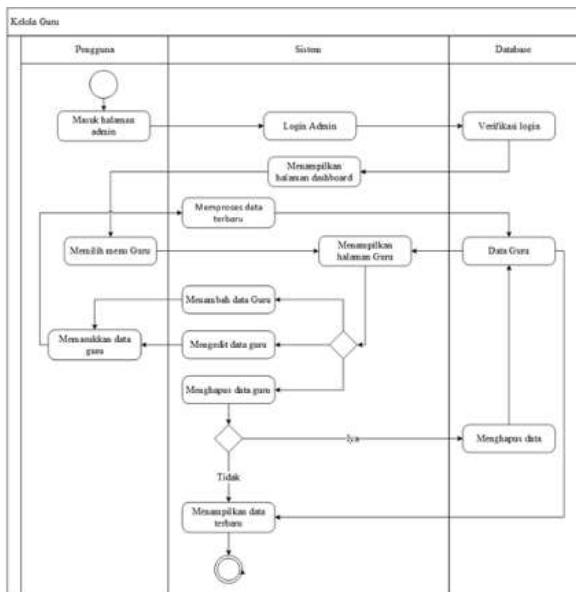 Kelola Guru
Pengguna
Sistem
Database
Masuk halaman
admin
Login Admin
Verifikasi login
Menampilkan
halaman dashboard
Memproses data
terbaru
Memilih menu Guru
Menampilkan
halaman Guru
Data Guru
Menambah data Guru
Memasukkan data
guru
Mengedit data guru
Menghapus data guru
Iya
Menghapus data
Tidak
Menampilkan data
terbaru